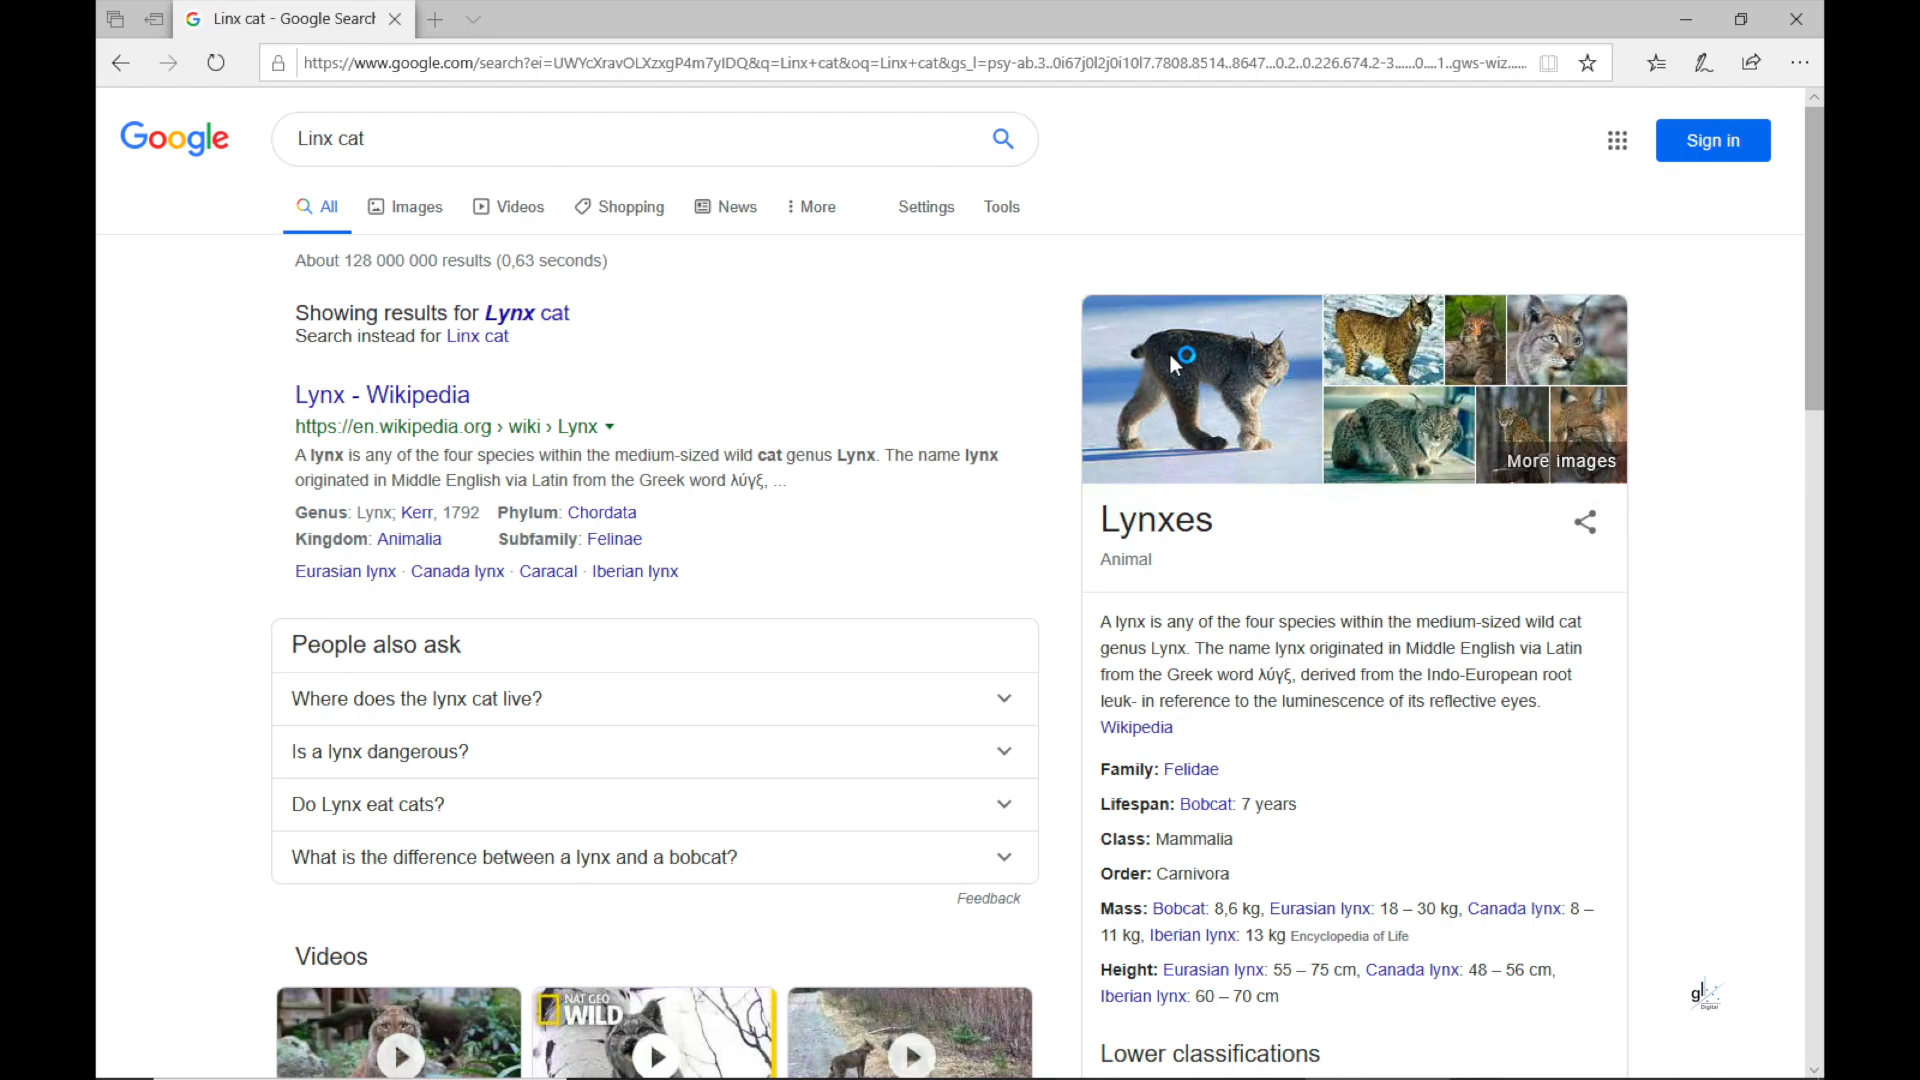 Linx cat - Google Search
https://www.google.com/search?ei=UWYcXravOLXzxgP4m7yIDQ&q=Linx+cat&oq=Linx+cat&gs_l=psy-ab.3..0i67j0l2j0i10l7.7808.8514..8647...0.2..0.226.674.2-3......0....1..gws-wiz......
Google
Linx cat
Sign in
All Images Videos Shopping News More Settings Tools
About 128 000 000 results (0,63 seconds)
Showing results for Lynx cat
Search instead for Linx cat
Lynx - Wikipedia
https://en.wikipedia.org › wiki › Lynx
A lynx is any of the four species within the medium-sized wild cat genus Lynx. The name lynx
originated in Middle English via Latin from the Greek word λύγξ, ...
Genus: Lynx; Kerr, 1792 Phylum: Chordata
Kingdom: Animalia Subfamily: Felinae
Eurasian lynx · Canada lynx · Caracal · Iberian lynx
People also ask
Where does the lynx cat live?
Is a lynx dangerous?
Do Lynx eat cats?
What is the difference between a lynx and a bobcat?
Feedback
Videos
NAT GEO
WILD
More images
Lynxes
Animal
A lynx is any of the four species within the medium-sized wild cat
genus Lynx. The name lynx originated in Middle English via Latin
from the Greek word λύγξ, derived from the Indo-European root
leuk- in reference to the luminescence of its reflective eyes.
Wikipedia
Family: Felidae
Lifespan: Bobcat: 7 years
Class: Mammalia
Order: Carnivora
Mass: Bobcat: 8,6 kg, Eurasian lynx: 18 – 30 kg, Canada lynx: 8 –
11 kg, Iberian lynx: 13 kg Encyclopedia of Life
Height: Eurasian lynx: 55 – 75 cm, Canada lynx: 48 – 56 cm,
Iberian lynx: 60 – 70 cm
Lower classifications
gl
Digital